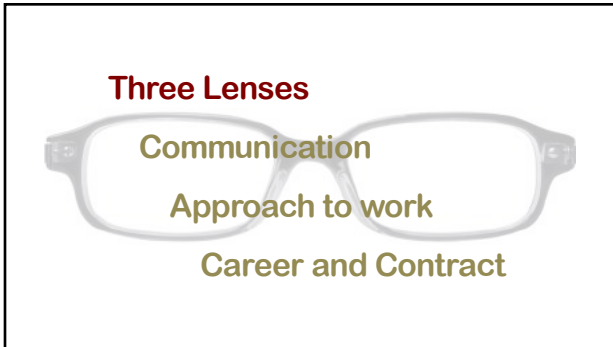 Three Lenses
Communication
Approach to work
Career and Contract